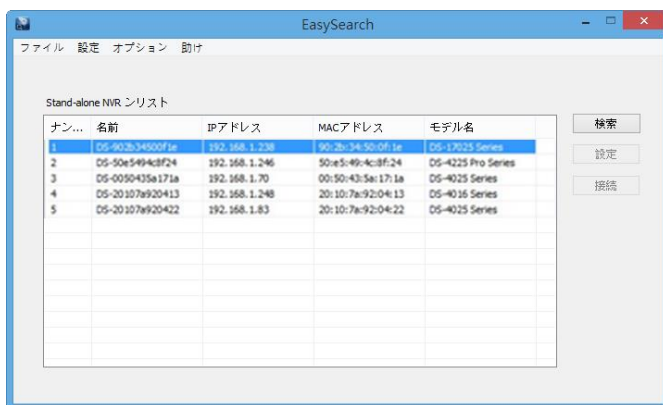 EasySearch
ファイル 設定 オプション 助け
Stand-alone NVR ンリスト
ナン... 名前 IPアドレス MACアドレス モデル名 検索
1 DS-902b34500f1e 192.168.1.238 90:2b:34:50:0f:1e DS-17025 Series
2 DS-50e5494c8f24 192.168.1.246 50:e5:49:4c:8f:24 DS-4225 Pro Series 設定
3 DS-0050435a171a 192.168.1.70 00:50:43:5a:17:1a DS-4025 Series
4 DS-20107a920413 192.168.1.248 20:10:7a:92:04:13 DS-4016 Series 接続
5 DS-20107a920422 192.168.1.83 20:10:7a:92:04:22 DS-4025 Series